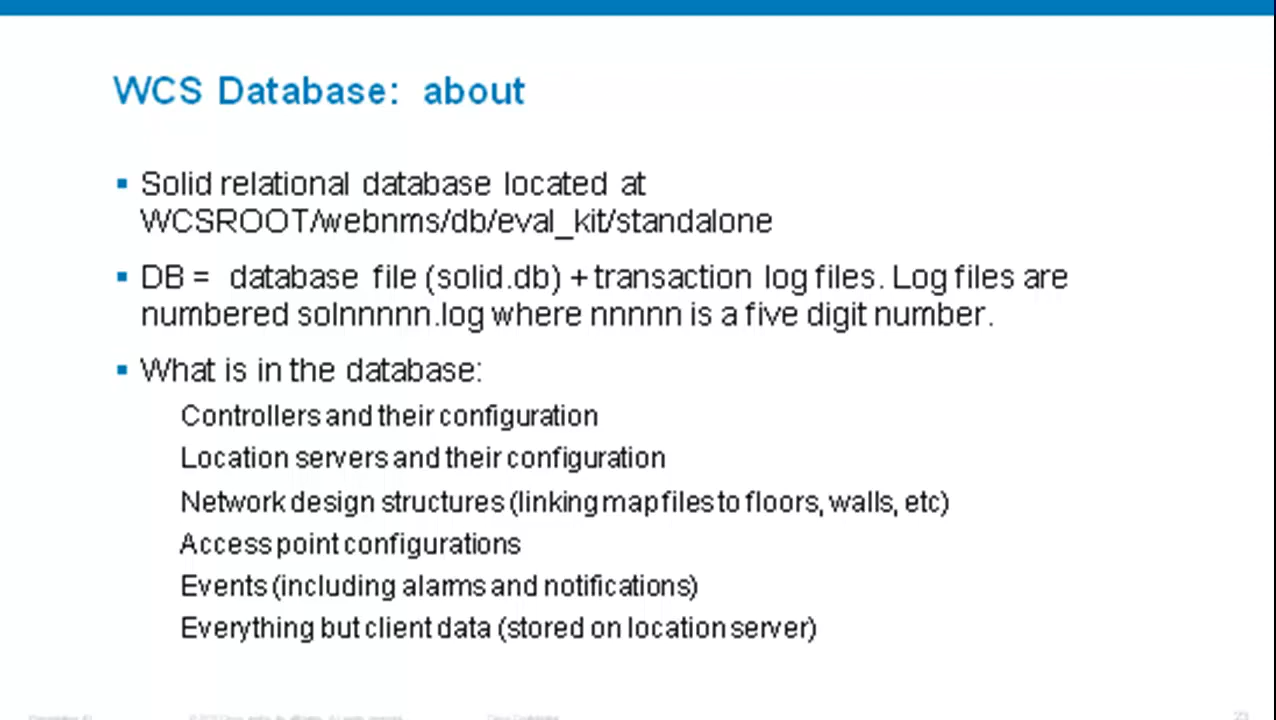 WCS Database: about
Solid relational database located at
WCSROOT/webnms/db/eval_kit/standalone
DB = database file (solid.db) + transaction log files. Log files are
numbered solnnnnn.log where nnnnn is a five digit number.
What is in the database:
Controllers and their configuration
Location servers and their configuration
Network design structures (linking map files to floors, walls, etc)
Access point configurations
Events (including alarms and notifications)
Everything but client data (stored on location server)